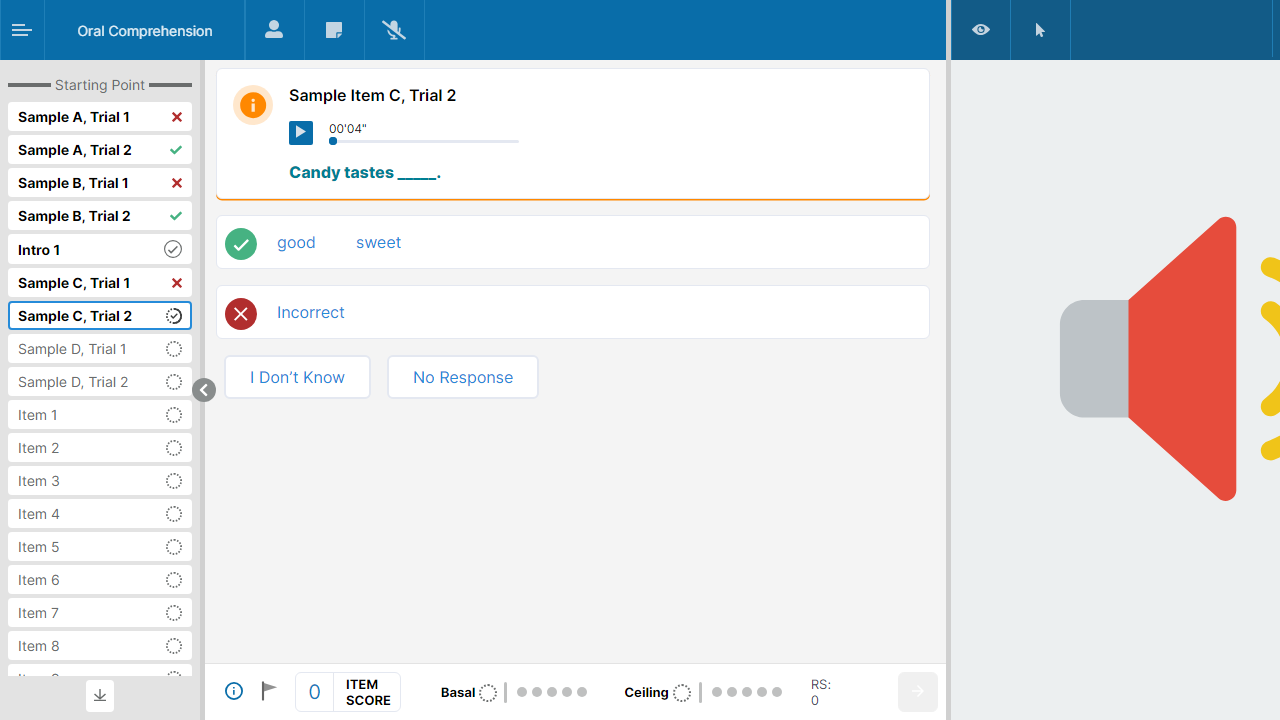 Oral Comprehension
Starting Point
Sample A, Trial 1
Sample A, Trial 2
Sample B, Trial 1
Sample B, Trial 2
Intro 1
Sample C, Trial 1
Sample C, Trial 2
Sample D, Trial 1
Sample D, Trial 2
Item 1
Item 2
Item 3
Item 4
Item 5
Item 6
Item 7
Item 8
Sample Item C, Trial 2
00'04"
Candy tastes _____.
good sweet
Incorrect
I Don’t Know No Response
0 ITEM SCORE
Basal
Ceiling
RS:
0